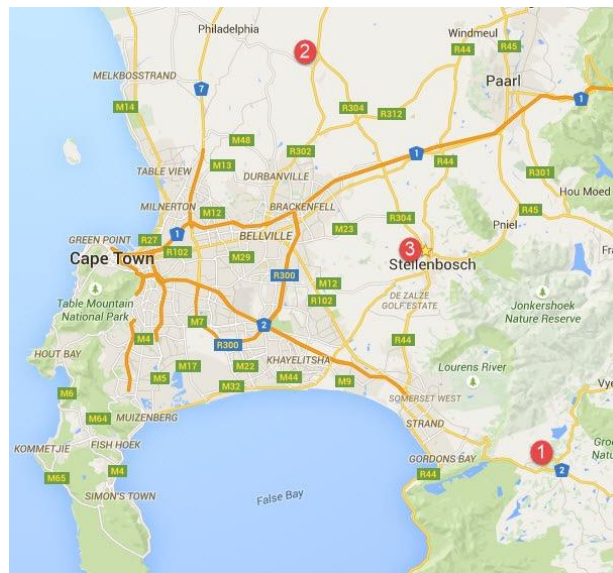 Philadelphia
2
Windmeul
R44
R45
MELKBOSSTRAND
Paarl
7
M14
R304
R312
1
M48
R302
1
TABLE VIEW
M13
DURBANVILLE
R44
R301
MILNERTON
M12
BRACKENFELL
Hou Moed
R304
R45
GREEN POINT
R27
1
M23
Pniel
Cape Town
R102
BELLVILLE
3
M29
Stellenbosch
R300
M12
Table Mountain
National Park
R102
DE ZALZE
GOLF ESTATE
Jonkershoek
Nature Reserve
M4
M7
2
HOUT BAY
R300
R44
KHAYELITSHA
M17
M22
Lourens River
M5
M44
M9
M6
M32
SOMERSET WEST
MUIZENBERG
STRAND
M64
KOMMETJIE
FISH HOEK
1
GORDONS BAY
M4
R44
2
M65
SIMON'S TOWN
False Bay